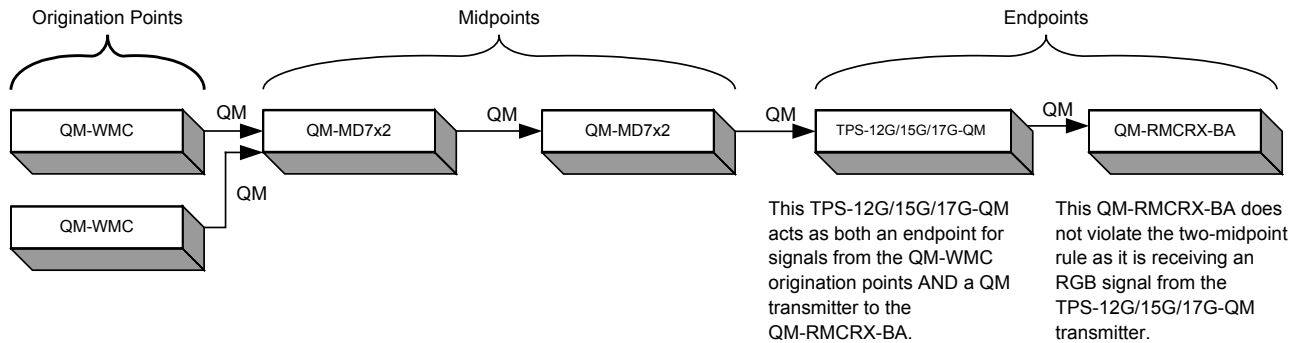 Origination Points
Midpoints
Endpoints
QM-WMC
QM
QM-MD7x2
QM
QM-MD7x2
QM
TPS-12G/15G/17G-QM
QM
QM-RMCRX-BA
QM
QM-WMC
This TPS-12G/15G/17G-QM
acts as both an endpoint for
signals from the QM-WMC
origination points AND a QM
transmitter to the
QM-RMCRX-BA.
This QM-RMCRX-BA does
not violate the two-midpoint
rule as it is receiving an
RGB signal from the
TPS-12G/15G/17G-QM
transmitter.